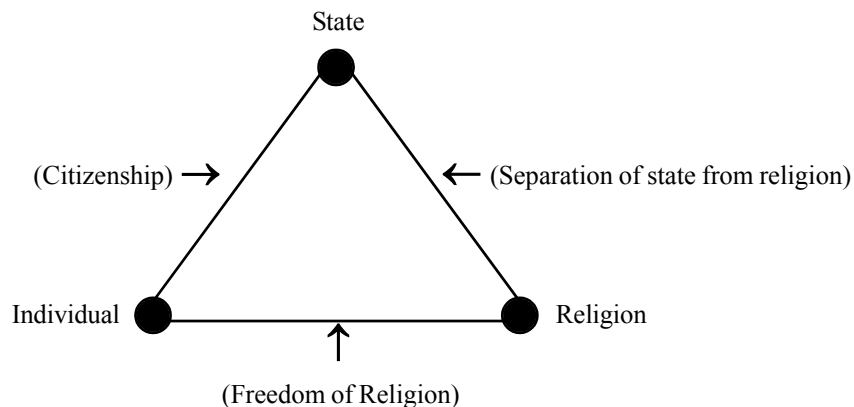 State
(Citizenship)
(Separation of state from religion)
Individual
Religion
(Freedom of Religion)